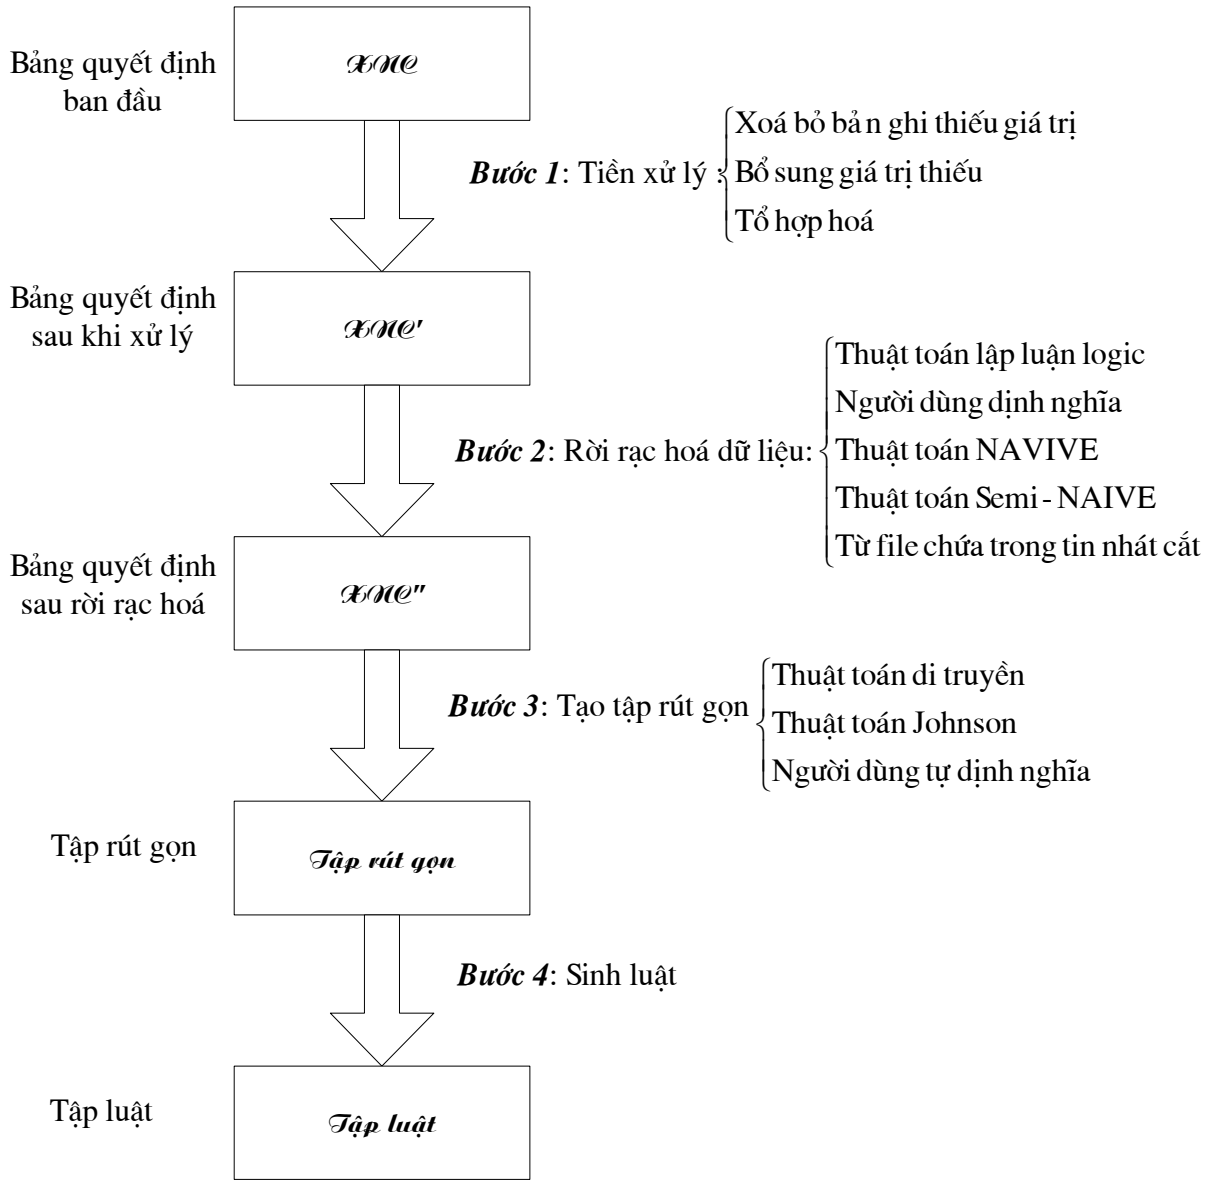 Bảng quyết định
ban đầu
XNC
Bước 1: Tiền xử lý :
Xoá bỏ bản ghi thiếu giá trị
Bổ sung giá trị thiếu
Tổ hợp hoá
Bảng quyết định
sau khi xử lý
XNC'
Bước 2: Rời rạc hoá dữ liệu:
Thuật toán lập luận logic
Người dùng dịnh nghĩa
Thuật toán NAVIVE
Thuật toán Semi - NAIVE
Từ file chứa trong tin nhát cắt
Bảng quyết định
sau rời rạc hoá
XNC"
Bước 3: Tạo tập rút gọn
Thuật toán di truyền
Thuật toán Johnson
Người dùng tự dịnh nghĩa
Tập rút gọn
Tập rút gọn
Bước 4: Sinh luật
Tập luật
Tập luật